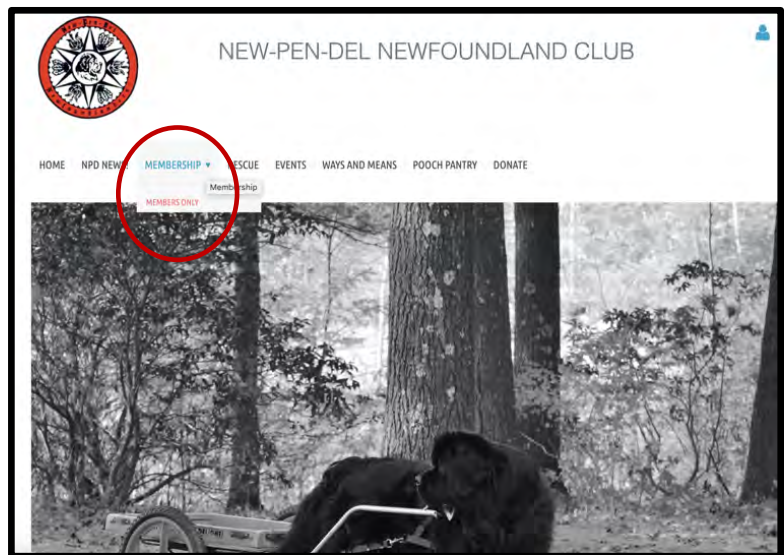 NEW-PEN-DEL NEWFOUNDLAND CLUB
HOME NPD NEWS MEMBERSHIP ▾ RESCUE EVENTS WAYS AND MEANS POOCH PANTRY DONATE
Membership
MEMBERS ONLY